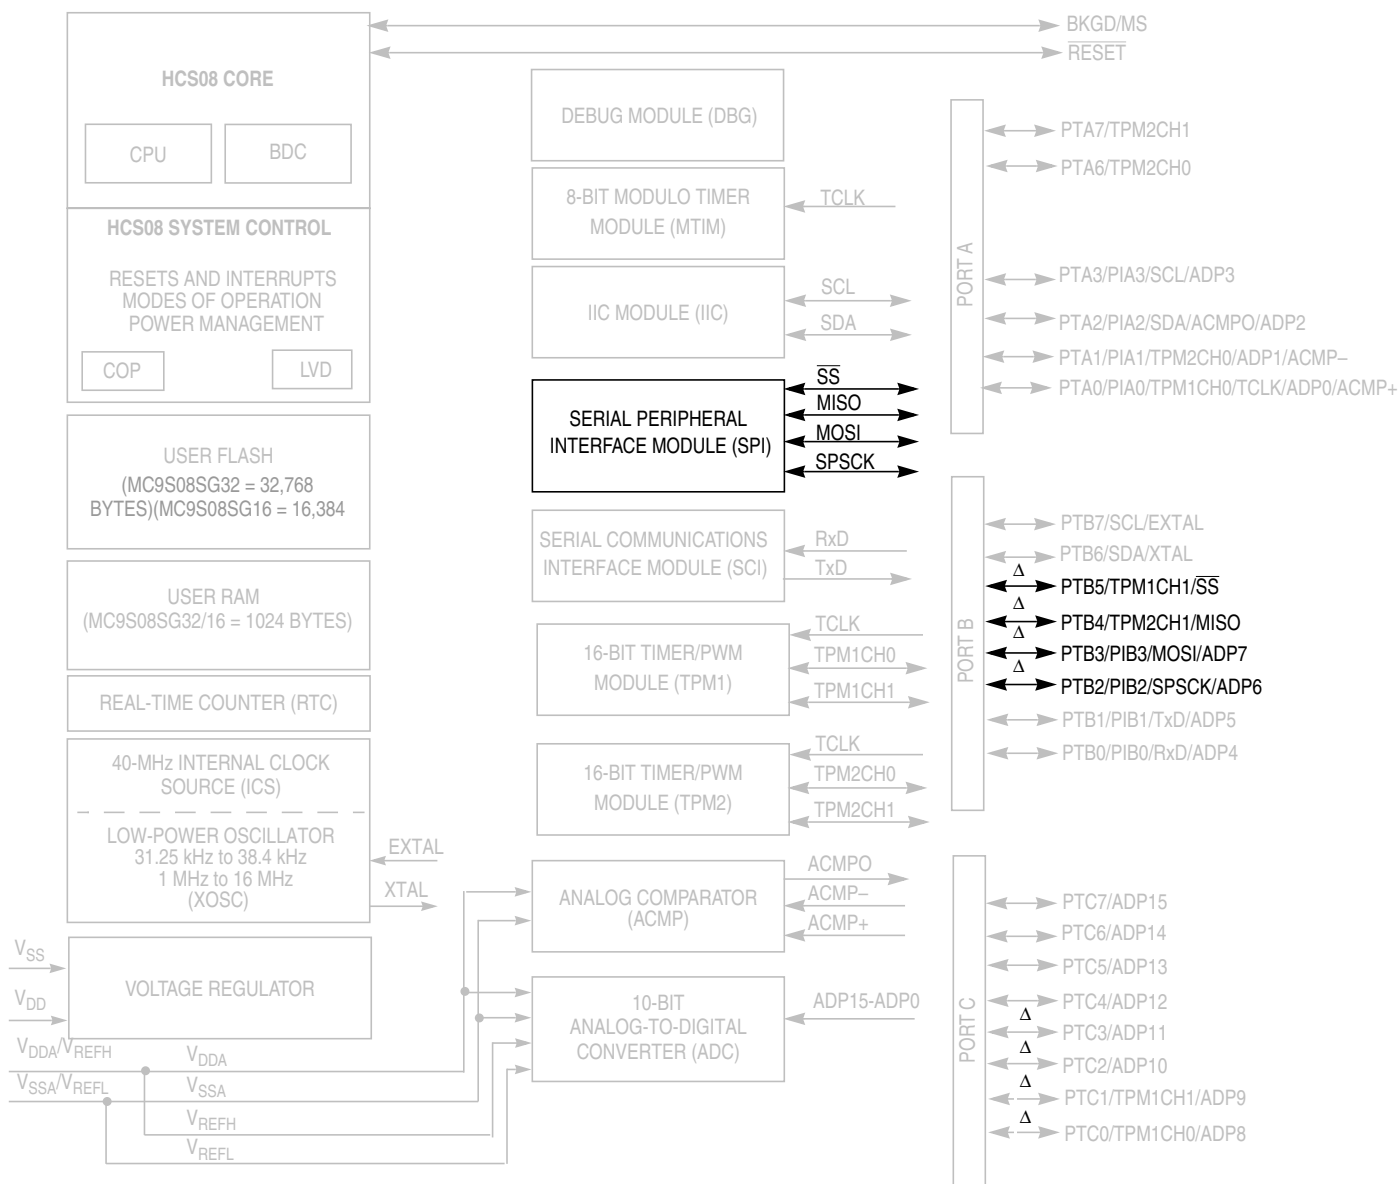 BKGD/MS
RESET
HCS08 CORE
CPU
BDC
HCS08 SYSTEM CONTROL
RESETS AND INTERRUPTS
MODES OF OPERATION
POWER MANAGEMENT
COP
LVD
USER FLASH
(MC9S08SG32 = 32,768
BYTES)(MC9S08SG16 = 16,384
USER RAM
(MC9S08SG32/16 = 1024 BYTES)
REAL-TIME COUNTER (RTC)
40-MHz INTERNAL CLOCK
SOURCE (ICS)
LOW-POWER OSCILLATOR
31.25 kHz to 38.4 kHz
1 MHz to 16 MHz
(XOSC)
EXTAL
XTAL
VSS
VDD
VOLTAGE REGULATOR
VDDA/VREFH
VSSA/VREFL
VDDA
VSSA
VREFH
VREFL
DEBUG MODULE (DBG)
8-BIT MODULO TIMER
MODULE (MTIM)
TCLK
IIC MODULE (IIC)
SCL
SDA
SERIAL PERIPHERAL
INTERFACE MODULE (SPI)
SS
MISO
MOSI
SPSCK
SERIAL COMMUNICATIONS
INTERFACE MODULE (SCI)
RxD
TxD
16-BIT TIMER/PWM
MODULE (TPM1)
TCLK
TPM1CH0
TPM1CH1
16-BIT TIMER/PWM
MODULE (TPM2)
TCLK
TPM2CH0
TPM2CH1
ANALOG COMPARATOR
(ACMP)
ACMPO
ACMP–
ACMP+
10-BIT
ANALOG-TO-DIGITAL
CONVERTER (ADC)
ADP15-ADP0
PORT A
PTA7/TPM2CH1
PTA6/TPM2CH0
PTA3/PIA3/SCL/ADP3
PTA2/PIA2/SDA/ACMPO/ADP2
PTA1/PIA1/TPM2CH0/ADP1/ACMP–
PTA0/PIA0/TPM1CH0/TCLK/ADP0/ACMP+
PORT B
PTB7/SCL/EXTAL
PTB6/SDA/XTAL
Δ PTB5/TPM1CH1/SS
Δ PTB4/TPM2CH1/MISO
Δ PTB3/PIB3/MOSI/ADP7
Δ PTB2/PIB2/SPSCK/ADP6
PTB1/PIB1/TxD/ADP5
PTB0/PIB0/RxD/ADP4
PORT C
PTC7/ADP15
PTC6/ADP14
PTC5/ADP13
PTC4/ADP12
Δ PTC3/ADP11
Δ PTC2/ADP10
Δ PTC1/TPM1CH1/ADP9
Δ PTC0/TPM1CH0/ADP8